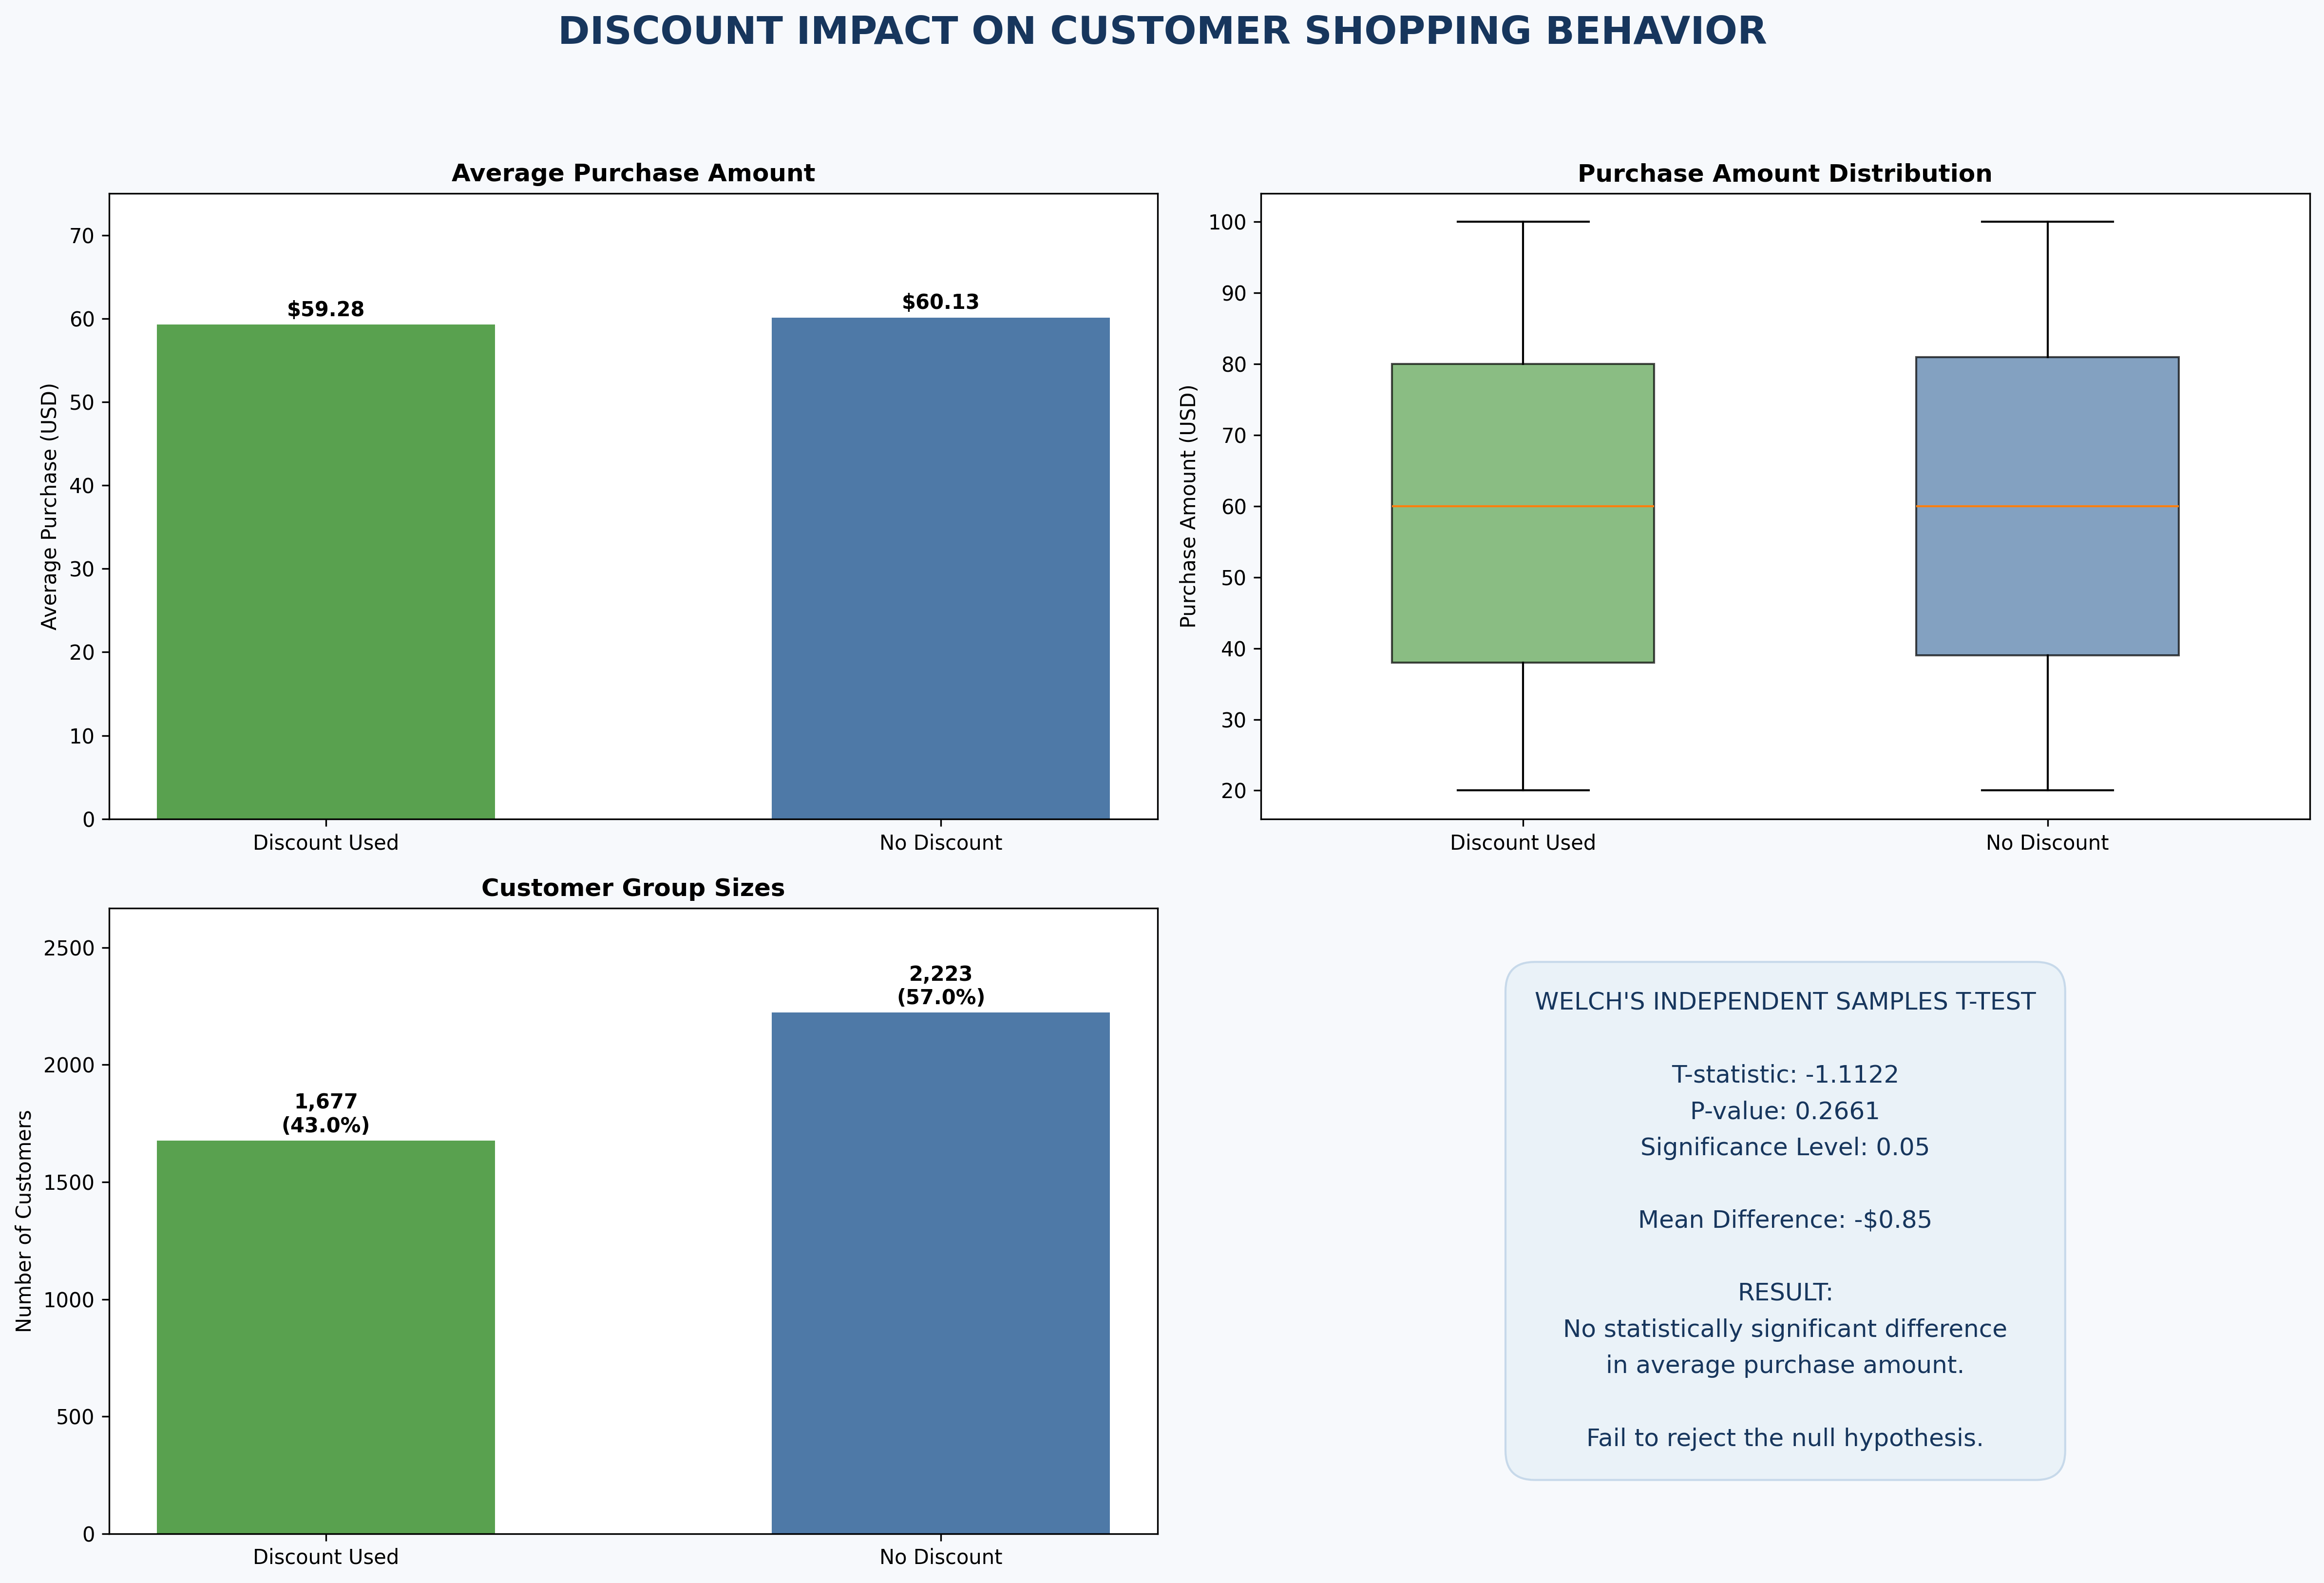 DISCOUNT IMPACT ON CUSTOMER SHOPPING BEHAVIOR
Average Purchase Amount
Average Purchase (USD)
70
60
50
40
30
20
10
0
$59.28
$60.13
Discount Used
No Discount
Purchase Amount Distribution
Purchase Amount (USD)
100
90
80
70
60
50
40
30
20
Discount Used
No Discount
Customer Group Sizes
Number of Customers
2500
2000
1500
1000
500
0
1,677
(43.0%)
2,223
(57.0%)
Discount Used
No Discount
WELCH'S INDEPENDENT SAMPLES T-TEST
T-statistic: -1.1122
P-value: 0.2661
Significance Level: 0.05
Mean Difference: -$0.85
RESULT:
No statistically significant difference
in average purchase amount.
Fail to reject the null hypothesis.